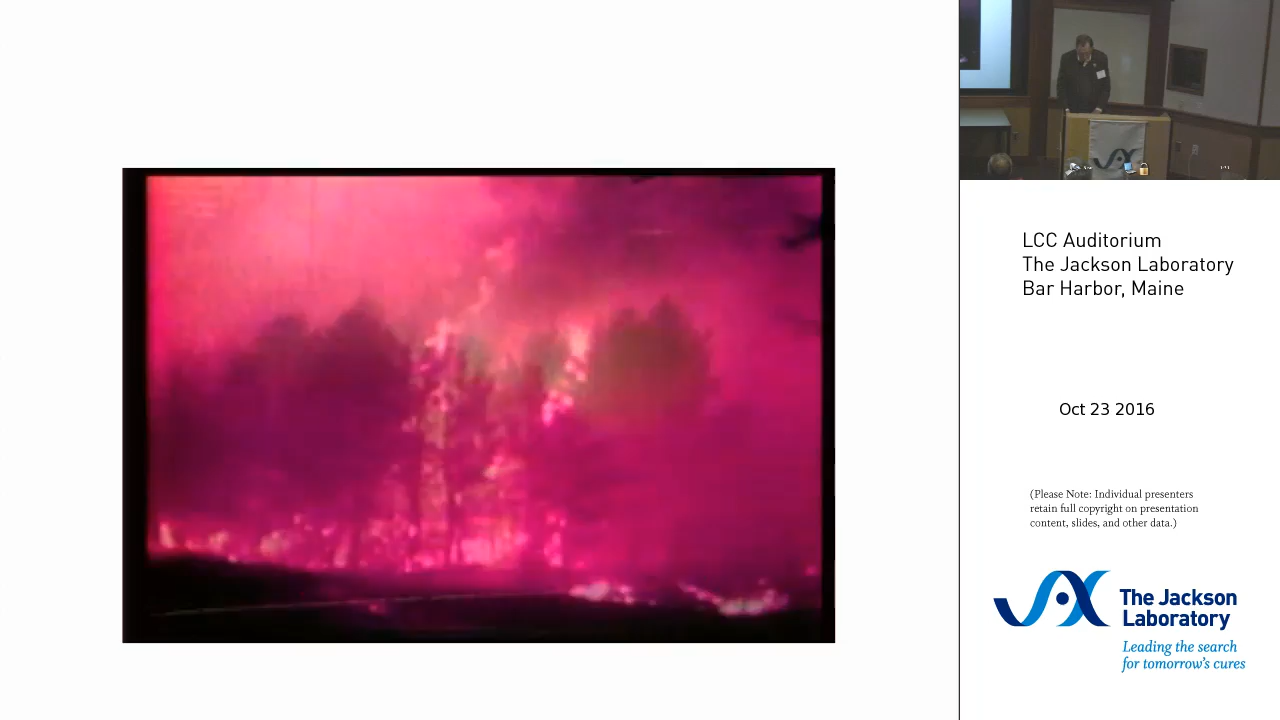 LCC Auditorium
The Jackson Laboratory
Bar Harbor, Maine
Oct 23 2016
(Please Note: Individual presenters
retain full copyright on presentation
content, slides, and other data.)
The Jackson
Laboratory
Leading the search
for tomorrow's cures